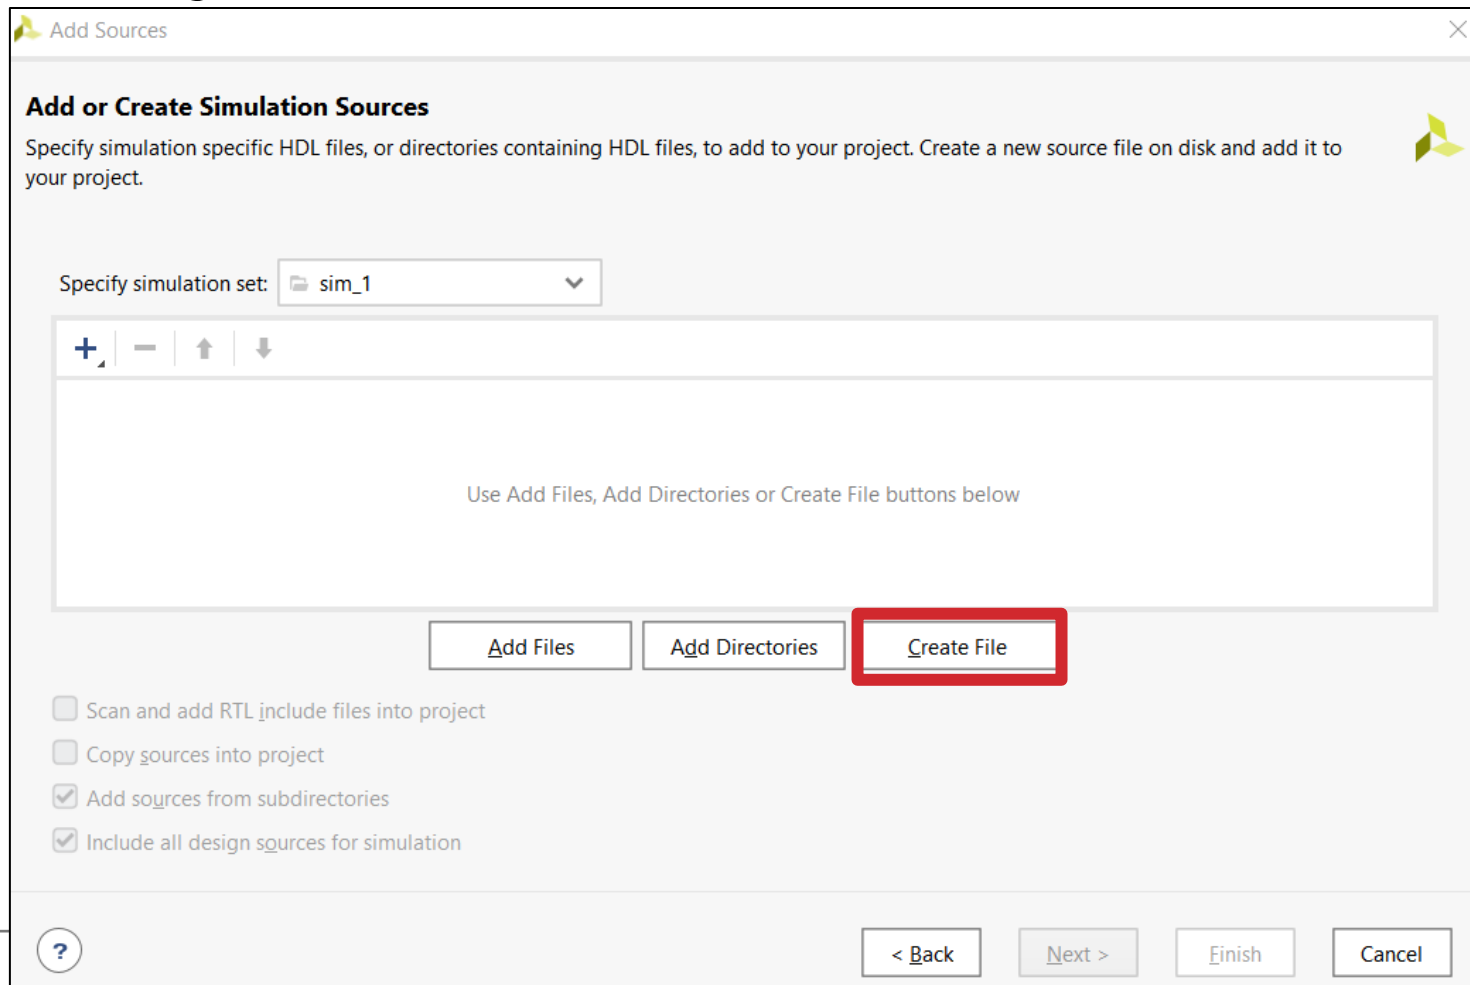 Add Sources
Add or Create Simulation Sources
Specify simulation specific HDL files, or directories containing HDL files, to add to your project. Create a new source file on disk and add it to
your project.
Specify simulation set: sim_1
Use Add Files, Add Directories or Create File buttons below
Add Files Add Directories Create File
Scan and add RTL include files into project
Copy sources into project
Add sources from subdirectories
Include all design sources for simulation
? < Back Next > Finish Cancel